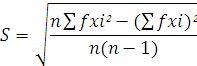 S = √((n∑fxi² − (∑fxi)²) / (n(n − 1)))